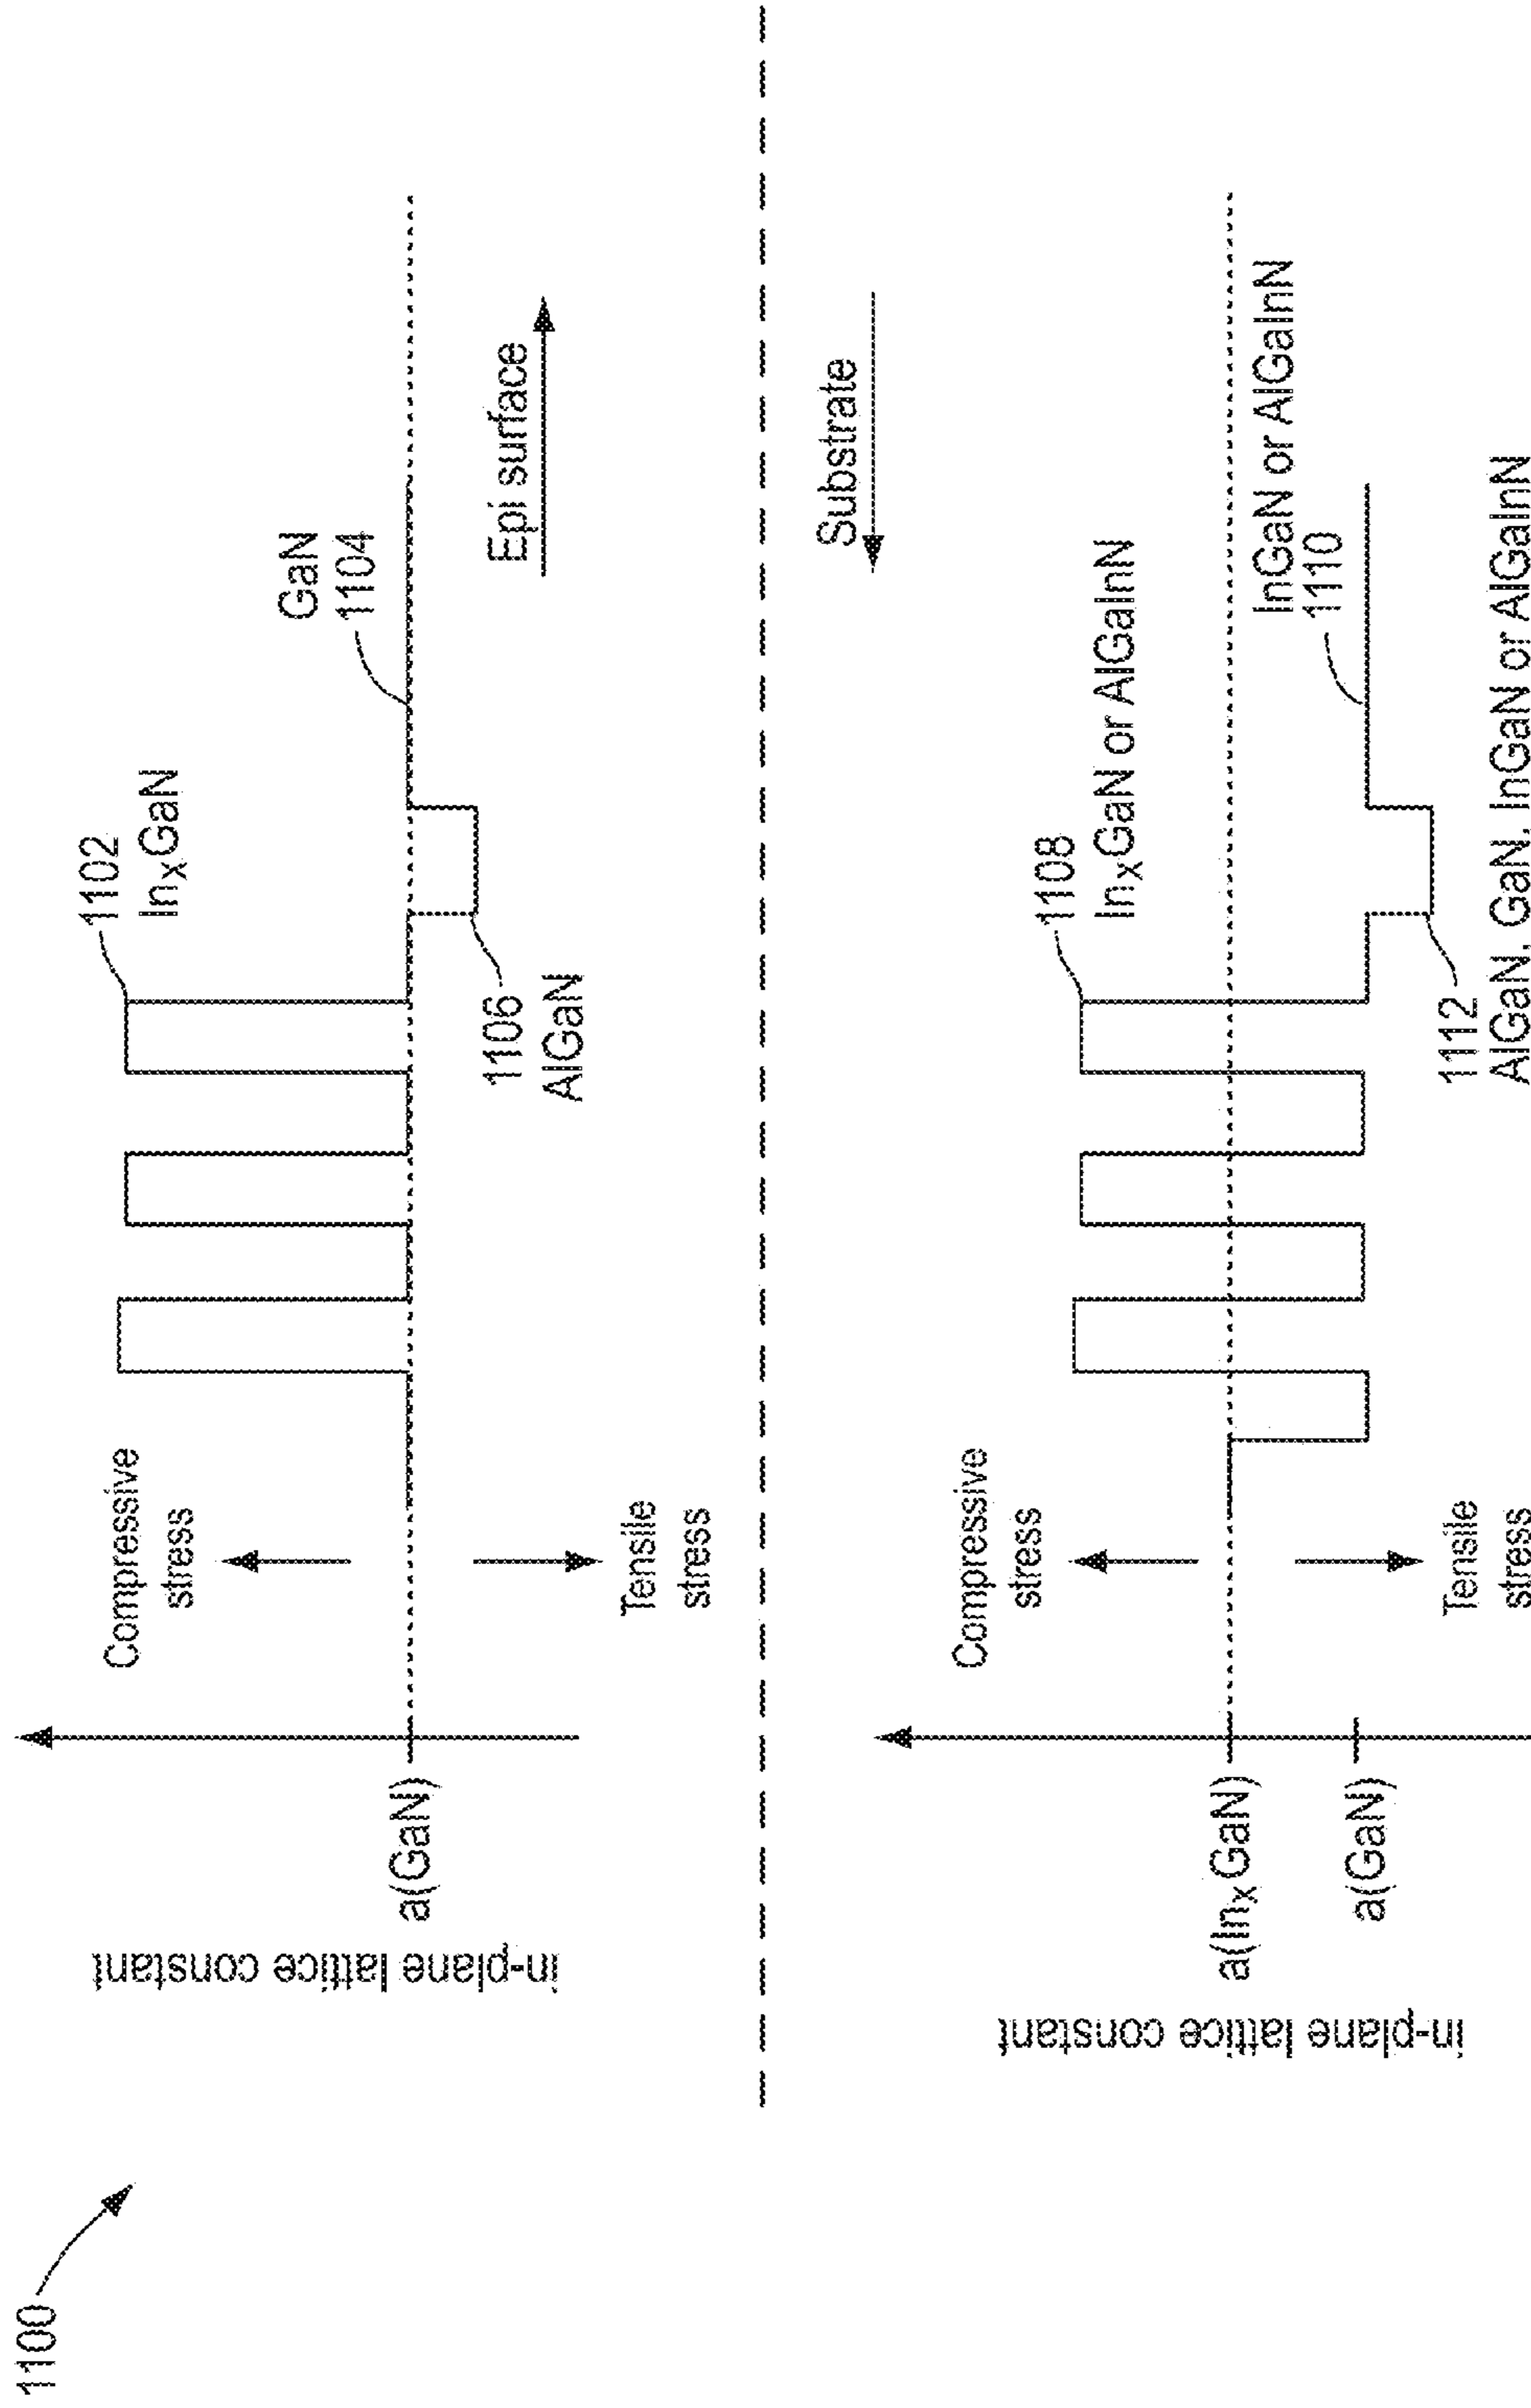 1100
in-plane lattice constant
a(GaN)
Compressive
stress
Tensile
stress
1102
InₓGaN
1106
AlGaN
GaN
1104
Epi surface
Substrate
in-plane lattice constant
a(InₓGaN)
a(GaN)
Compressive
stress
Tensile
stress
1108
InₓGaN or AlGaInN
InGaN or AlGaInN
1110
1112
AlGaN, GaN, InGaN or AlGaInN